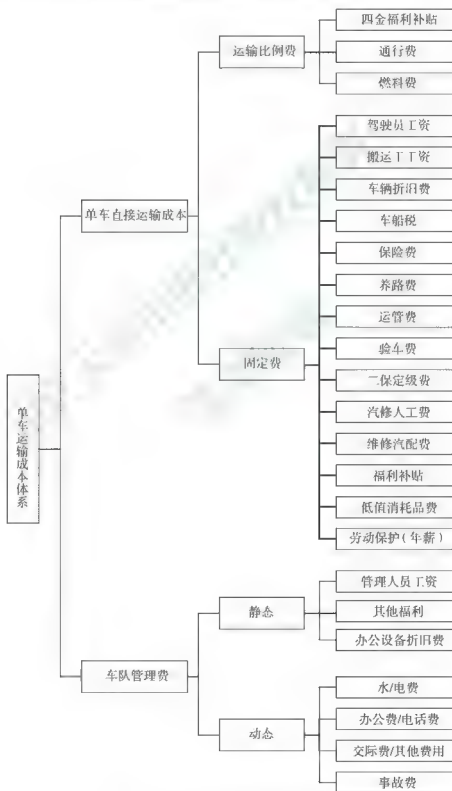 四金福利补贴
运输比例费
通行费
燃料费
驾驶员工资
搬运工工资
车辆折旧费
单车直接运输成本
车船税
保险费
养路费
运管费
固定费
验车费
二保定级费
单车运输成本体系
汽修人工费
维修汽配费
福利补贴
低值消耗品费
劳动保护(年薪)
管理人员工资
静态
其他福利
办公设备折旧费
车队管理费
水/电费
办公费/电话费
动态
交际费/其他费用
事故费